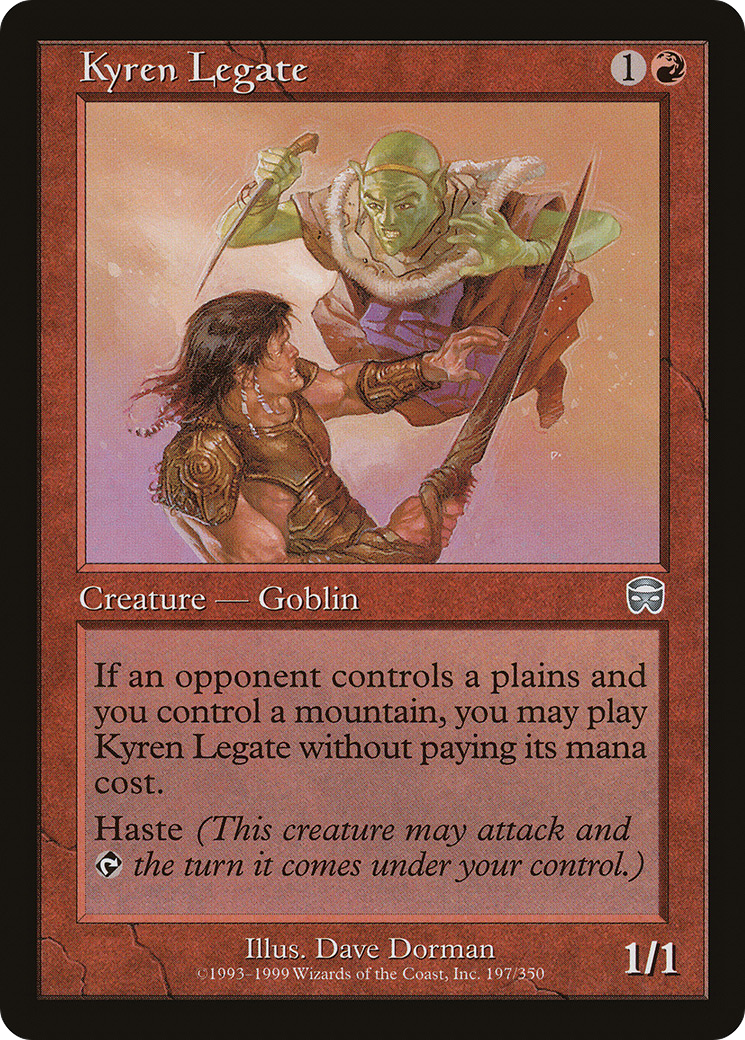 Kyren Legate 1
Creature — Goblin
If an opponent controls a plains and
you control a mountain, you may play
Kyren Legate without paying its mana
cost.
Haste (This creature may attack and
the turn it comes under your control.)
Illus. Dave Dorman
©1993-1999 Wizards of the Coast, Inc. 197/350
1/1